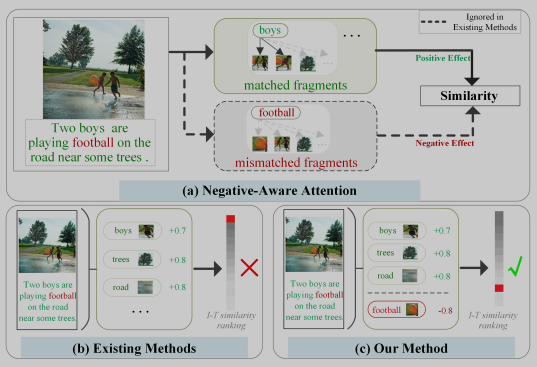 boys
...
Ignored in
Existing Methods
Positive Effect
matched fragments
Similarity
football
Two boys are
playing football on the
road near some trees .
mismatched fragments
Negative Effect
(a) Negative-Aware Attention
boys +0.7
trees +0.8
road +0.8
...
Two boys are
playing football
on the road
near some trees.
I-T similarity
ranking
(b) Existing Methods
boys +0.7
trees +0.8
road +0.8
football -0.8
Two boys are
playing football
on the road
near some trees.
I-T similarity
ranking
(c) Our Method